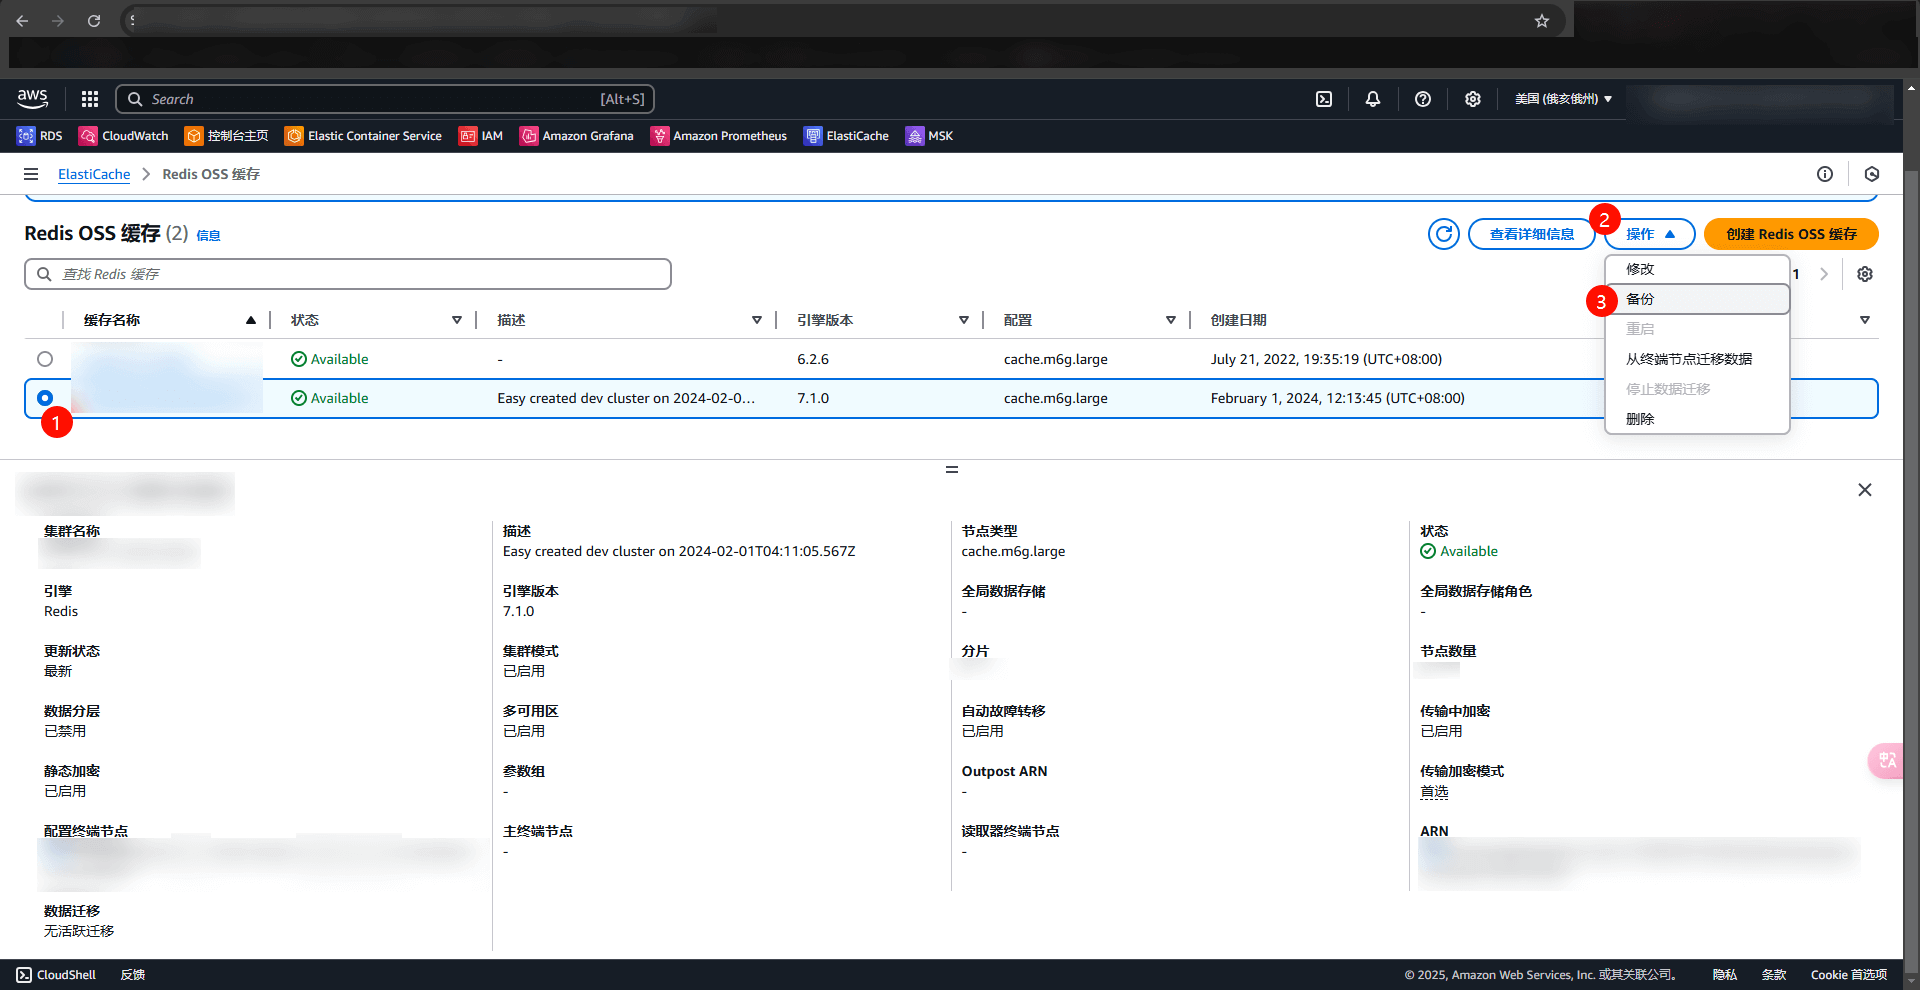 aws
Search [Alt+S]
美国 (俄亥俄州)
RDS CloudWatch 控制台主页 Elastic Container Service IAM Amazon Grafana Amazon Prometheus ElastiCache MSK
ElastiCache Redis OSS 缓存
Redis OSS 缓存 (2) 信息
查看详细信息
2
操作
创建 Redis OSS 缓存
查找 Redis 缓存
1
修改
3
备份
重启
从终端节点迁移数据
停止数据迁移
删除
缓存名称 状态 描述 引擎版本 配置 创建日期
Available - 6.2.6 cache.m6g.large July 21, 2022, 19:35:19 (UTC+08:00)
Available Easy created dev cluster on 2024-02-0... 7.1.0 cache.m6g.large February 1, 2024, 12:13:45 (UTC+08:00)
1
集群名称
描述
Easy created dev cluster on 2024-02-01T04:11:05.567Z
节点类型
cache.m6g.large
状态
Available
引擎
Redis
引擎版本
7.1.0
全局数据存储
-
全局数据存储角色
-
更新状态
最新
集群模式
已启用
分片
节点数量
数据分层
已禁用
多可用区
已启用
自动故障转移
已启用
传输中加密
已启用
静态加密
已启用
参数组
-
Outpost ARN
-
传输加密模式
首选
配置终端节点
主终端节点
-
读取器终端节点
-
ARN
数据迁移
无活跃迁移
CloudShell 反馈 © 2025, Amazon Web Services, Inc. 或其关联公司。 隐私 条款 Cookie 首选项